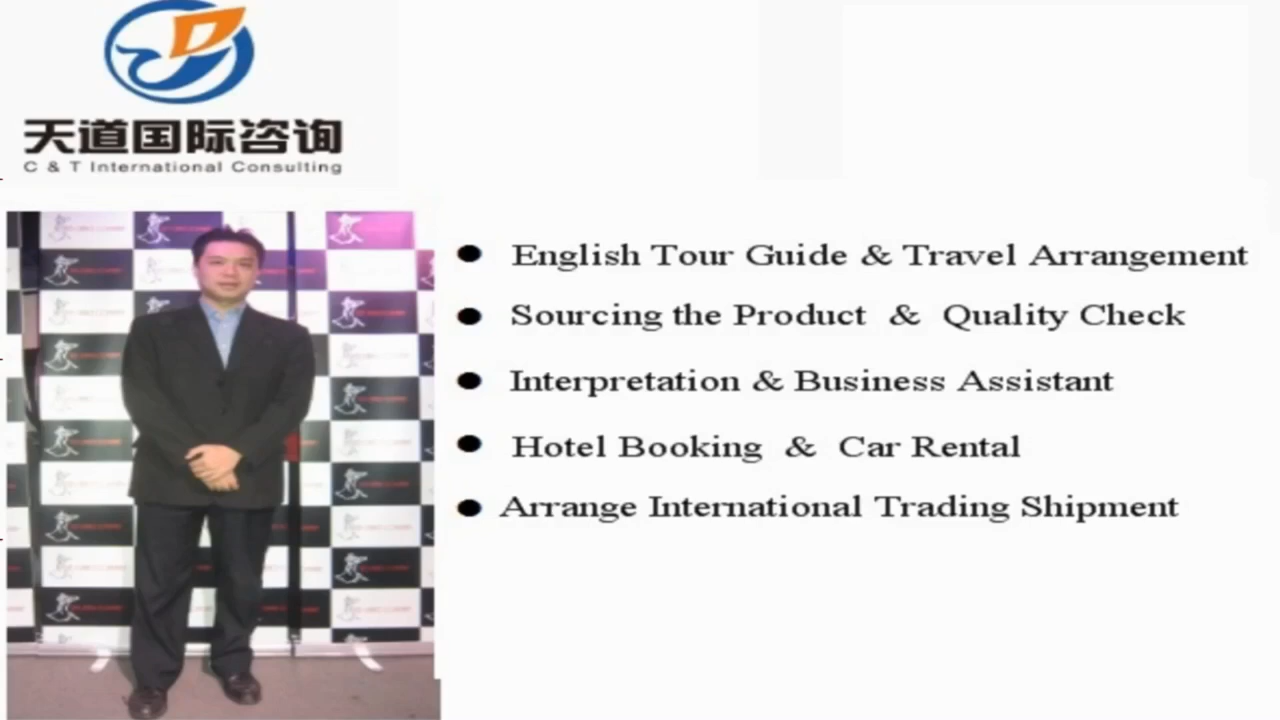 天道国际咨询
C & T International Consulting
English Tour Guide & Travel Arrangement
Sourcing the Product & Quality Check
Interpretation & Business Assistant
Hotel Booking & Car Rental
Arrange International Trading Shipment